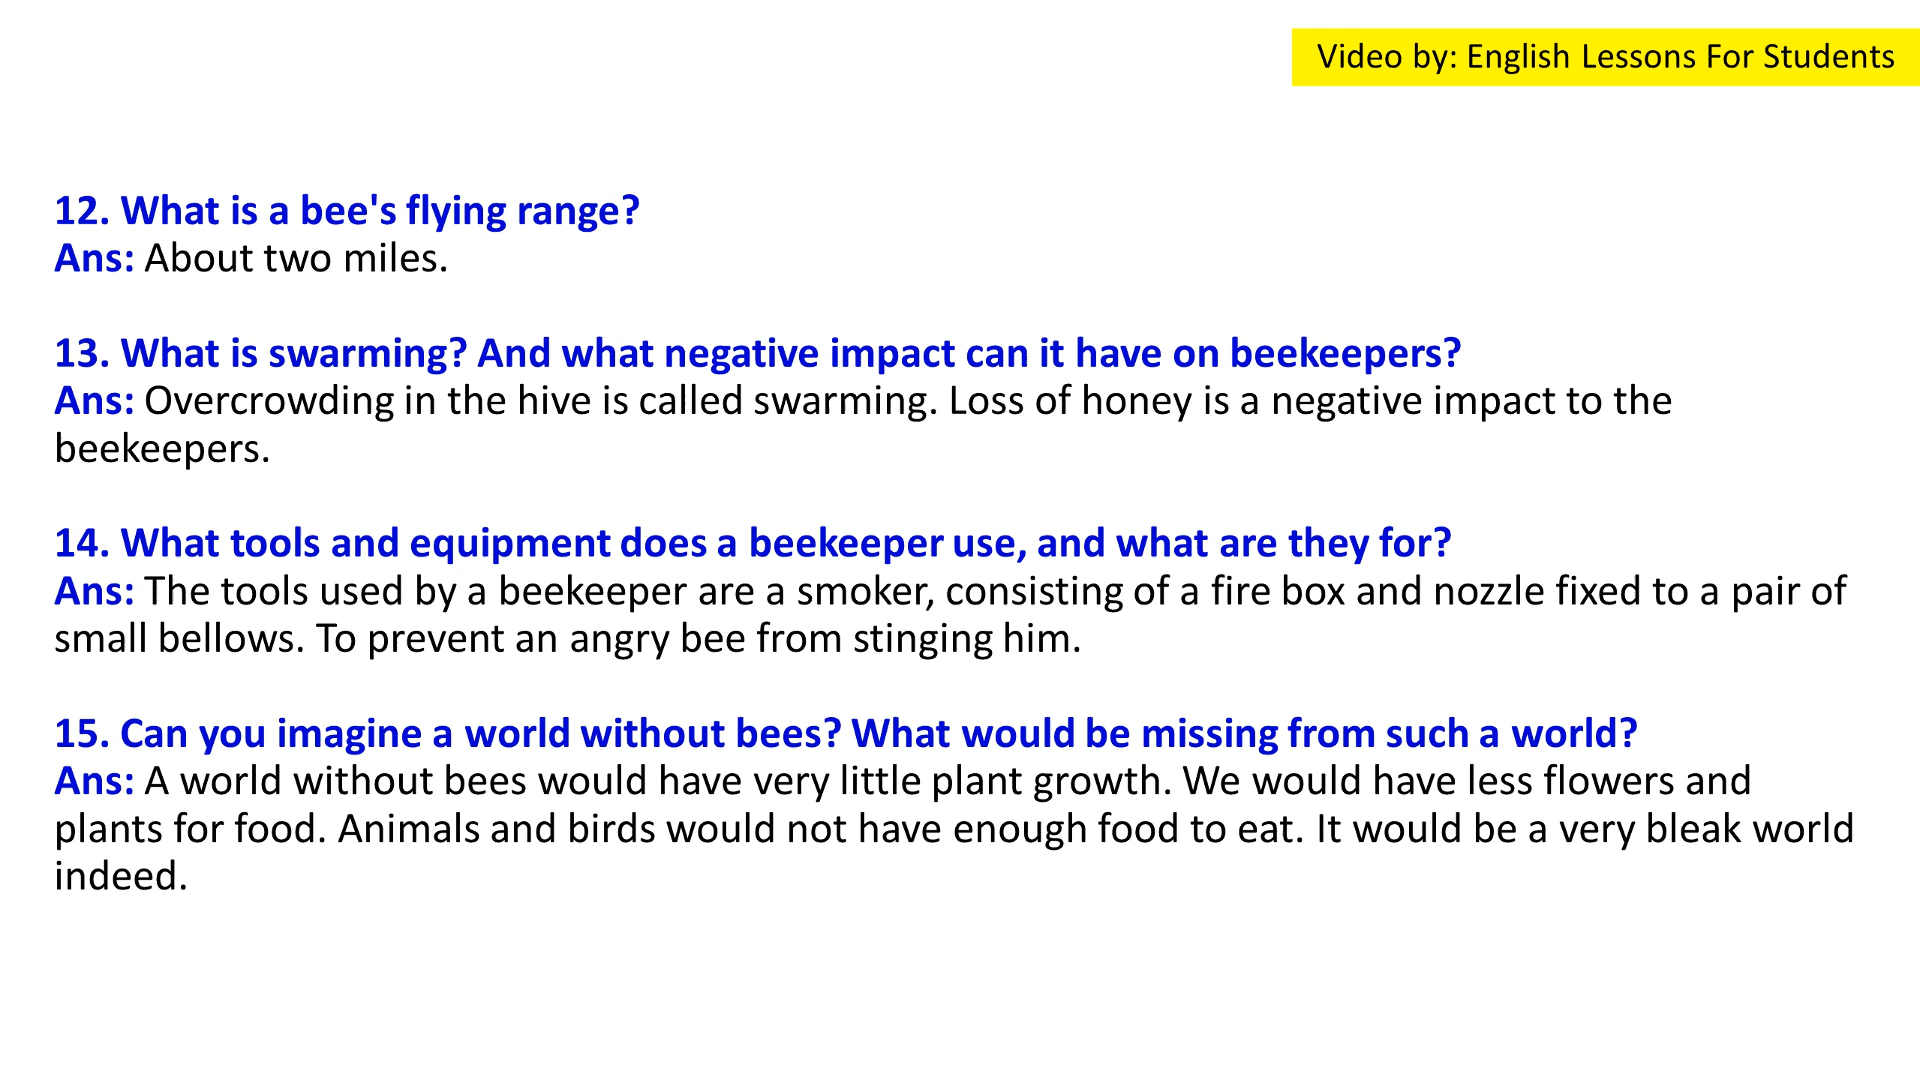 Video by: English Lessons For Students
12. What is a bee's flying range?
Ans: About two miles.
13. What is swarming? And what negative impact can it have on beekeepers?
Ans: Overcrowding in the hive is called swarming. Loss of honey is a negative impact to the
beekeepers.
14. What tools and equipment does a beekeeper use, and what are they for?
Ans: The tools used by a beekeeper are a smoker, consisting of a fire box and nozzle fixed to a pair of
small bellows. To prevent an angry bee from stinging him.
15. Can you imagine a world without bees? What would be missing from such a world?
Ans: A world without bees would have very little plant growth. We would have less flowers and
plants for food. Animals and birds would not have enough food to eat. It would be a very bleak world
indeed.